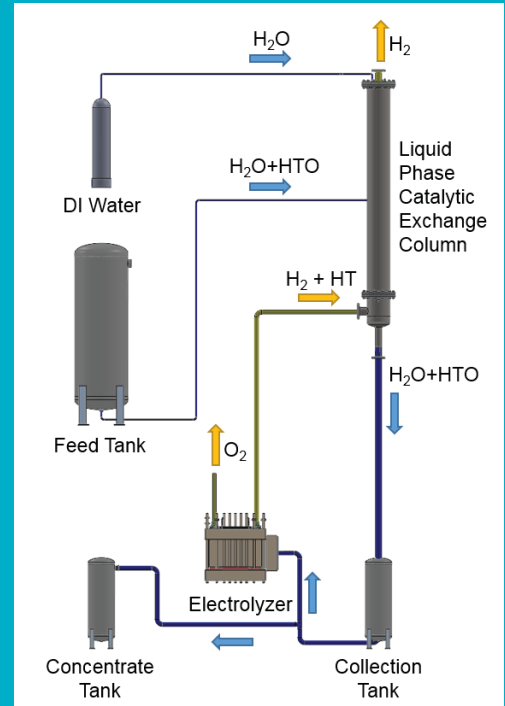 H₂O
H₂
DI Water
H₂O+HTO
Liquid
Phase
Catalytic
Exchange
Column
H₂ + HT
Feed Tank
H₂O+HTO
O₂
Electrolyzer
Concentrate
Tank
Collection
Tank